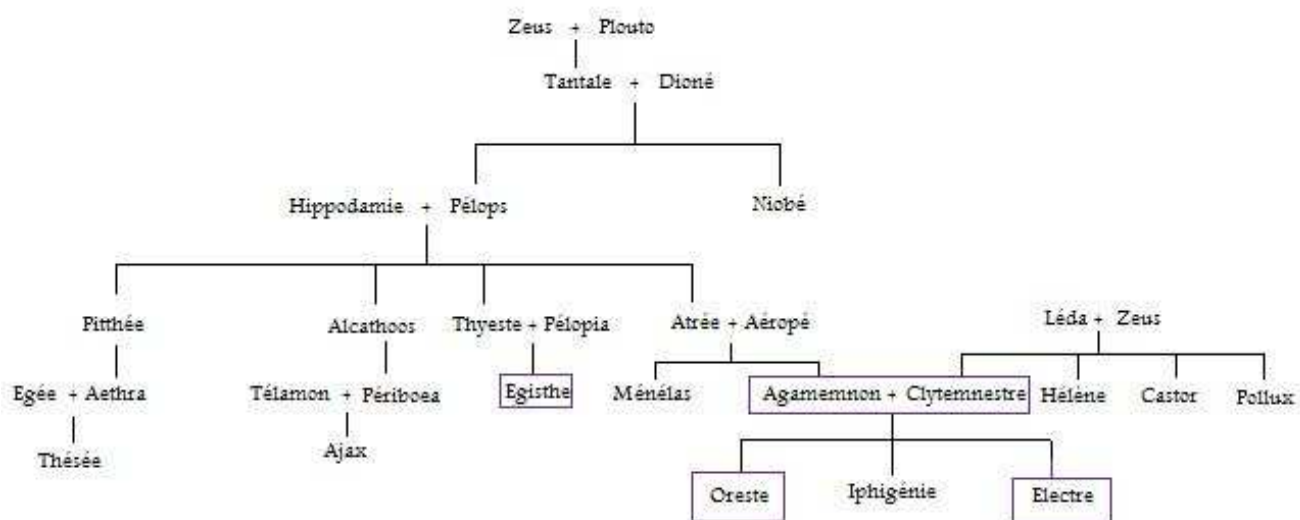 Zeus + Plouto
Tantale + Dioné
Hippodamie + Pélops Niobé
Pitthée Alcathoos Thyeste + Pélopia Atrée + Aéropé Léda + Zeus
Egée + Aethra Télamon + Périboea Egisthe Ménélas Agamemnon + Clytemnestre Hélène Castor Pollux
Thésée Ajax
Oreste Iphigénie Electre